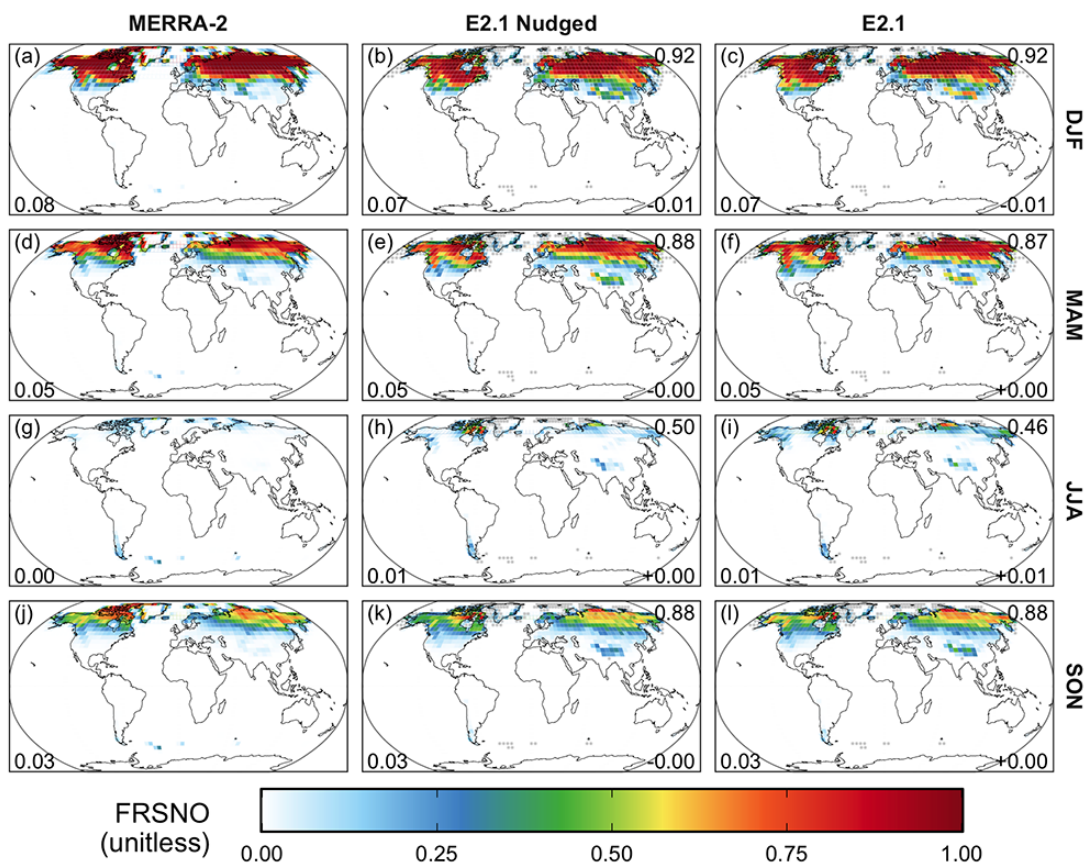 MERRA-2 E2.1 Nudged E2.1
(a) (b) 0.92 (c) 0.92
DJF
0.08 0.07 -0.01 0.07 -0.01
(d) (e) 0.88 (f) 0.87
MAM
0.05 0.05 -0.00 0.05 +0.00
(g) (h) 0.50 (i) 0.46
JJA
0.00 0.01 +0.00 0.01 +0.01
(j) (k) 0.88 (l) 0.88
SON
0.03 0.03 -0.00 0.03 +0.00
FRSNO
(unitless)
0.00 0.25 0.50 0.75 1.00